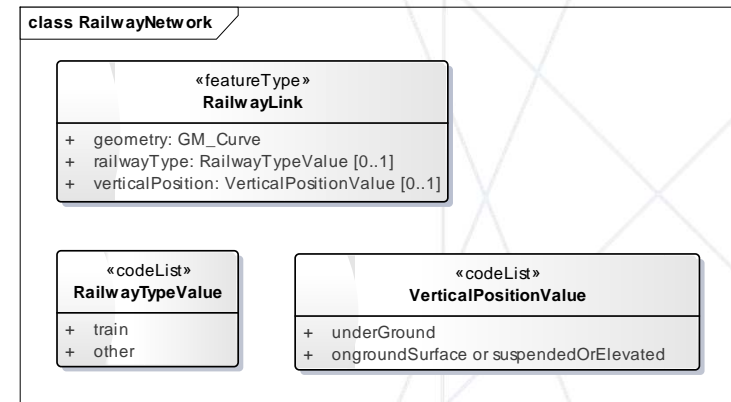 class RailwayNetwork
«featureType»
RailwayLink
+ geometry: GM_Curve
+ railwayType: RailwayTypeValue [0..1]
+ verticalPosition: VerticalPositionValue [0..1]
«codeList»
RailwayTypeValue
+ train
+ other
«codeList»
VerticalPositionValue
+ underGround
+ ongroundSurface or suspendedOrElevated